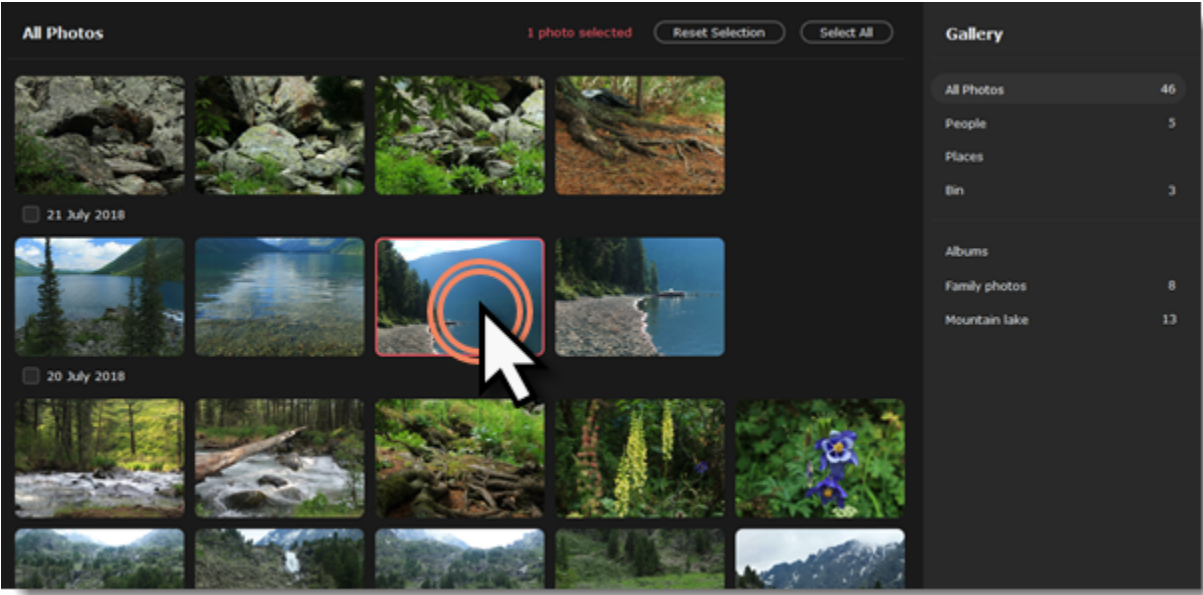 All Photos
1 photo selected
Reset Selection
Select All
21 July 2018
20 July 2018
Gallery
All Photos 46
People 5
Places
Bin 3
Albums
Family photos 8
Mountain lake 13